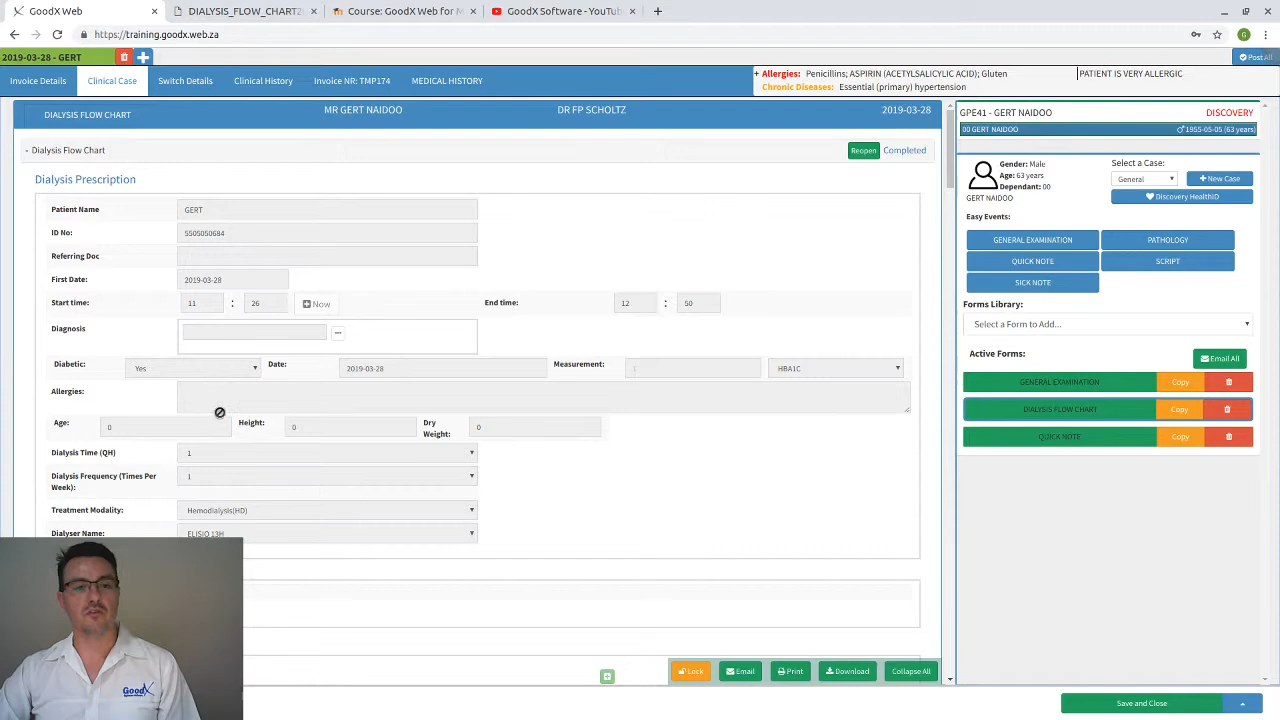 GoodX Web
DIALYSIS_FLOW_CHART2
Course: GoodX Web for M
GoodX Software - YouTub
https://training.goodx.web.za
G
2019-03-28 - GERT
Post All
Invoice Details
Clinical Case
Switch Details
Clinical History
Invoice NR: TMP174
MEDICAL HISTORY
+ Allergies: Penicillins; ASPIRIN (ACETYLSALICYLIC ACID); Gluten
Chronic Diseases: Essential (primary) hypertension
PATIENT IS VERY ALLERGIC
DIALYSIS FLOW CHART
MR GERT NAIDOO
DR FP SCHOLTZ
2019-03-28
- Dialysis Flow Chart
Reopen
Completed
Dialysis Prescription
Patient Name
GERT
ID No:
5505050684
Referring Doc
First Date:
2019-03-28
Start time:
11 : 26
Now
End time:
12 : 50
Diagnosis
...
Diabetic:
Yes
Date:
2019-03-28
Measurement:
HBA1C
Allergies:
Age:
0
Height:
0
Dry Weight:
0
Dialysis Time (QH)
1
Dialysis Frequency (Times Per Week):
1
Treatment Modality:
Hemodialysis(HD)
Dialyser Name:
ELISIO 13H
Lock
Email
Print
Download
Collapse All
GPE41 - GERT NAIDOO
DISCOVERY
00 GERT NAIDOO
1955-05-05 (63 years)
Gender: Male
Age: 63 years
Dependant: 00
GERT NAIDOO
Select a Case:
General
New Case
Discovery HealthID
Easy Events:
GENERAL EXAMINATION
PATHOLOGY
QUICK NOTE
SCRIPT
SICK NOTE
Forms Library:
Select a Form to Add...
Active Forms:
Email All
GENERAL EXAMINATION
Copy
DIALYSIS FLOW CHART
Copy
QUICK NOTE
Copy
Save and Close
GoodX